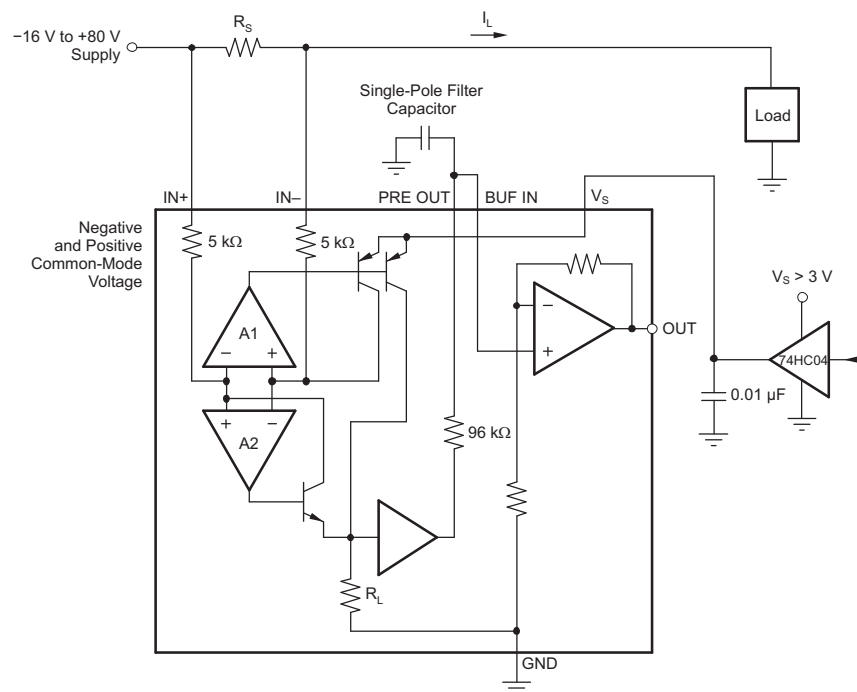 −16 V to +80 V
Supply
R_S
I_L
Single-Pole Filter
Capacitor
Load
IN+
IN−
PRE OUT
BUF IN
V_S
Negative
and Positive
Common-Mode
Voltage
5 kΩ
5 kΩ
V_S > 3 V
A1
−
+
−
+
OUT
74HC04
0.01 μF
+
−
A2
96 kΩ
R_L
GND